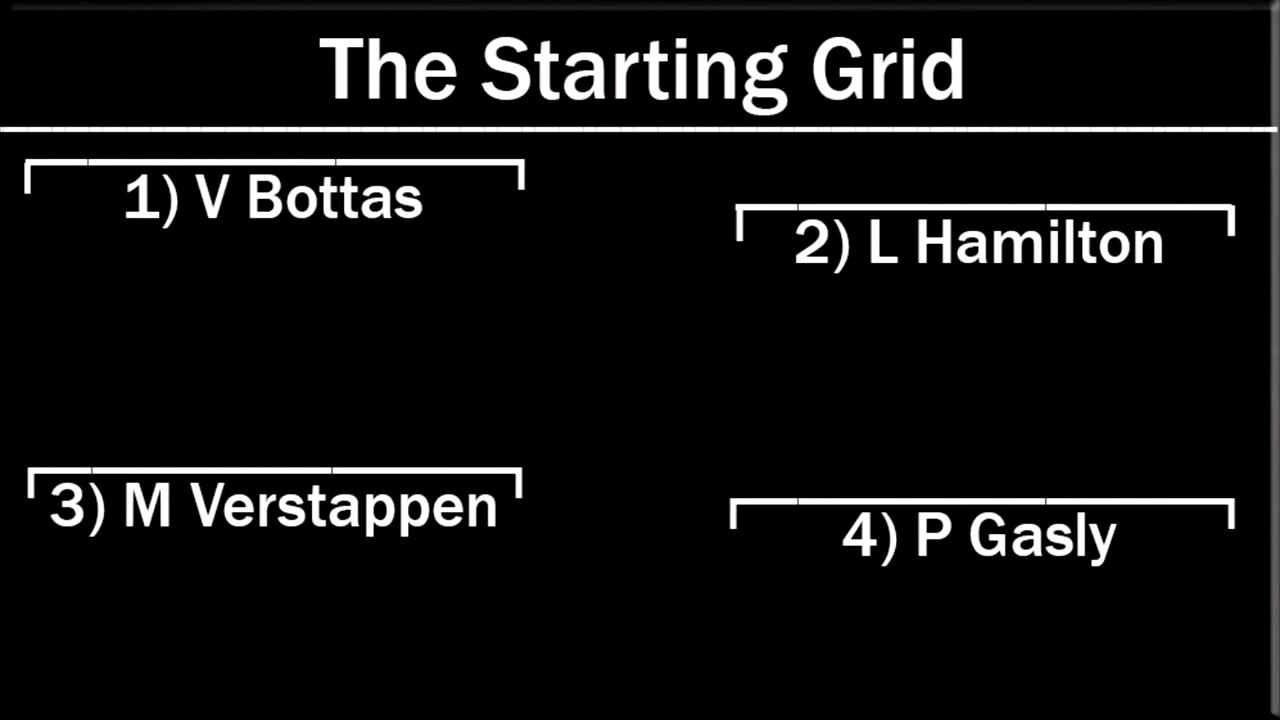 The Starting Grid
1) V Bottas
2) L Hamilton
3) M Verstappen
4) P Gasly